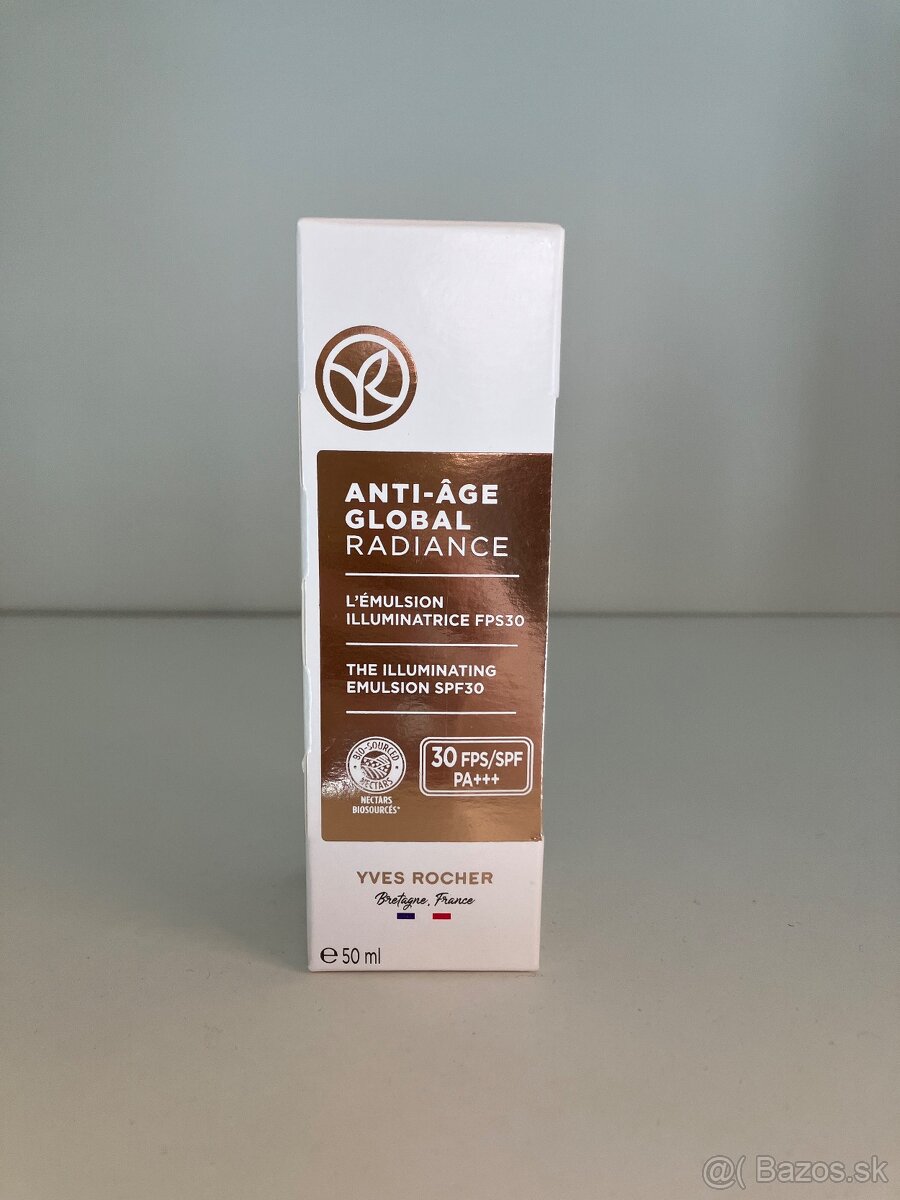 ANTI-ÂGE
GLOBAL
RADIANCE
L'ÉMULSION
ILLUMINATRICE FPS30
THE ILLUMINATING
EMULSION SPF30
BIO-SOURCED
NECTARS
NECTARS
BIOSOURCÉS*
30 FPS/SPF
PA+++
YVES ROCHER
Bretagne, France
℮ 50 ml
@( Bazos.sk